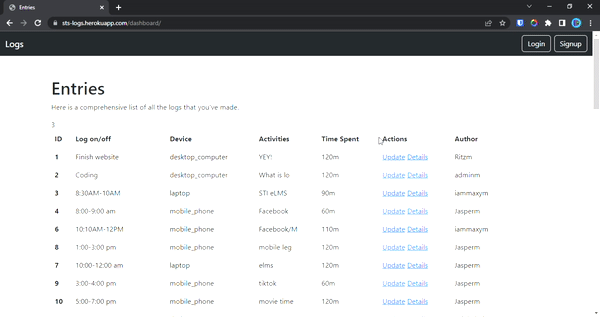 Entries
sts-logs.herokuapp.com/dashboard/
Logs Login Signup
Entries
Here is a comprehensive list of all the logs that you've made.
3
ID Log on/off Device Activities Time Spent Actions Author
1 Finish website desktop_computer YEY! 120m Update Details Ritzm
2 Coding desktop_computer What is lo 120m Update Details adminm
3 8:30AM-10AM laptop STI eLMS 90m Update Details iammaxym
4 8:00-9:00 am mobile_phone Facebook 60m Update Details Jasperm
6 10:10AM-12PM mobile_phone Facebook/M 110m Update Details iammaxym
8 1:00-3:00 pm mobile_phone mobile leg 120m Update Details Jasperm
7 10:00-12:00 am laptop elms 120m Update Details Jasperm
9 3:00-4:00 pm mobile_phone tiktok 60m Update Details Jasperm
10 5:00-7:00 pm mobile_phone movie time 120m Update Details Jasperm